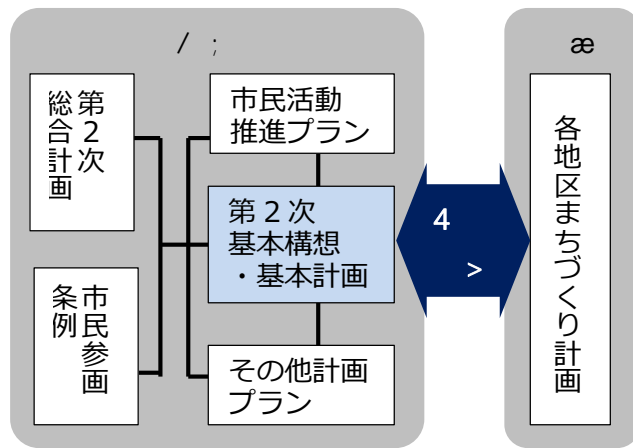 / ;
æ
第2次
総合計画
市民参画
条例
市民活動
推進プラン
第２次
基本構想
・基本計画
その他計画
プラン
4
>
各地区まちづくり計画